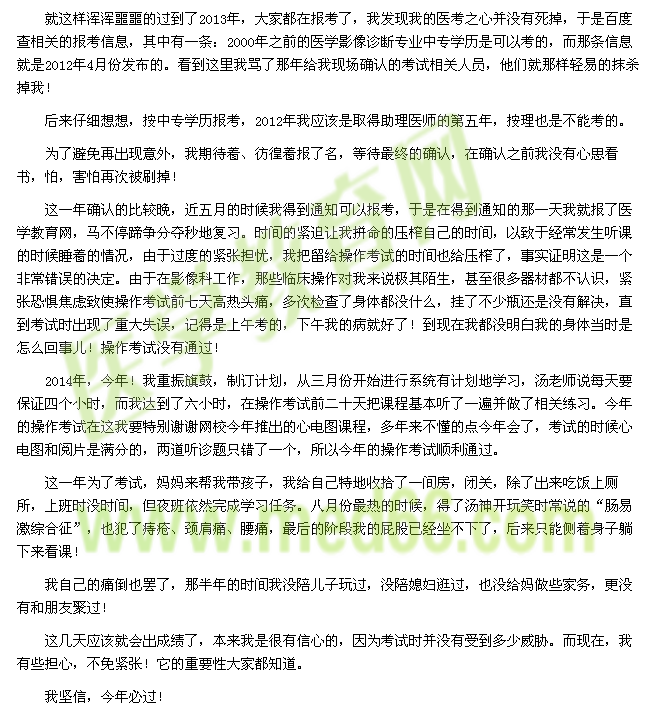 就这样浑浑噩噩的过到了2013年，大家都在报考了，我发现我的医考之心并没有死掉，于是百度
查相关的报考信息，其中有一条：2000年之前的医学影像诊断专业中专学历是可以考的，而那条信息
就是2012年4月份发布的。看到这里我骂了那年给我现场确认的考试相关人员，他们就那样轻易的抹杀
掉我！
后来仔细想想，按中专学历报考，2012年我应该是取得助理医师的第五年，按理也是不能考的。
为了避免再出现意外，我期待着、彷徨着报了名，等待最终的确认，在确认之前我没有心思看
书，怕，害怕再次被刷掉！
这一年确认的比较晚，近五月的时候我得到通知可以报考，于是在得到通知的那一天我就报了医
学教育网，马不停蹄争分夺秒地复习。时间的紧迫让我拼命的压榨自己的时间，以致于经常发生听课
的时候睡着的情况，由于过度的紧张担忧，我把留给操作考试的时间也给压榨了，事实证明这是一个
非常错误的决定。由于在影像科工作，那些临床操作对我来说极其陌生，甚至很多器材都不认识，紧
张恐惧焦虑致使操作考试前七天高热头痛，多次检查了身体都没什么，挂了不少瓶还是没有解决，直
到考试时出现了重大失误，记得是上午考的，下午我的病就好了！到现在我都没明白我的身体当时是
怎么回事儿！操作考试没有通过！
2014年，今年！我重振旗鼓，制订计划，从三月份开始进行系统有计划地学习，汤老师说每天要
保证四个小时，而我达到了六小时，在操作考试前二十天把课程基本听了一遍并做了相关练习。今年
的操作考试在这我要特别谢谢网校今年推出的心电图课程，多年来不懂的点今年会了，考试的时候心
电图和阅片是满分的，两道听诊题只错了一个，所以今年的操作考试顺利通过。
这一年为了考试，妈妈来帮我带孩子，我给自己特地收拾了一间房，闭关，除了出来吃饭上厕
所，上班时没时间，但夜班依然完成学习任务。八月份最热的时候，得了汤神开玩笑时常说的“肠易
激综合征”，也犯了痔疮、颈肩痛、腰痛，最后的阶段我的屁股已经坐不下了，后来只能侧着身子躺
下来看课！
我自己的痛倒也罢了，那半年的时间我没陪儿子玩过，没陪媳妇逛过，也没给妈做些家务，更没
有和朋友聚过！
这几天应该就会出成绩了，本来我是很有信心的，因为考试时并没有受到多少威胁。而现在，我
有些担心，不免紧张！它的重要性大家都知道。
我坚信，今年必过！
医学教育网
www.med66.com